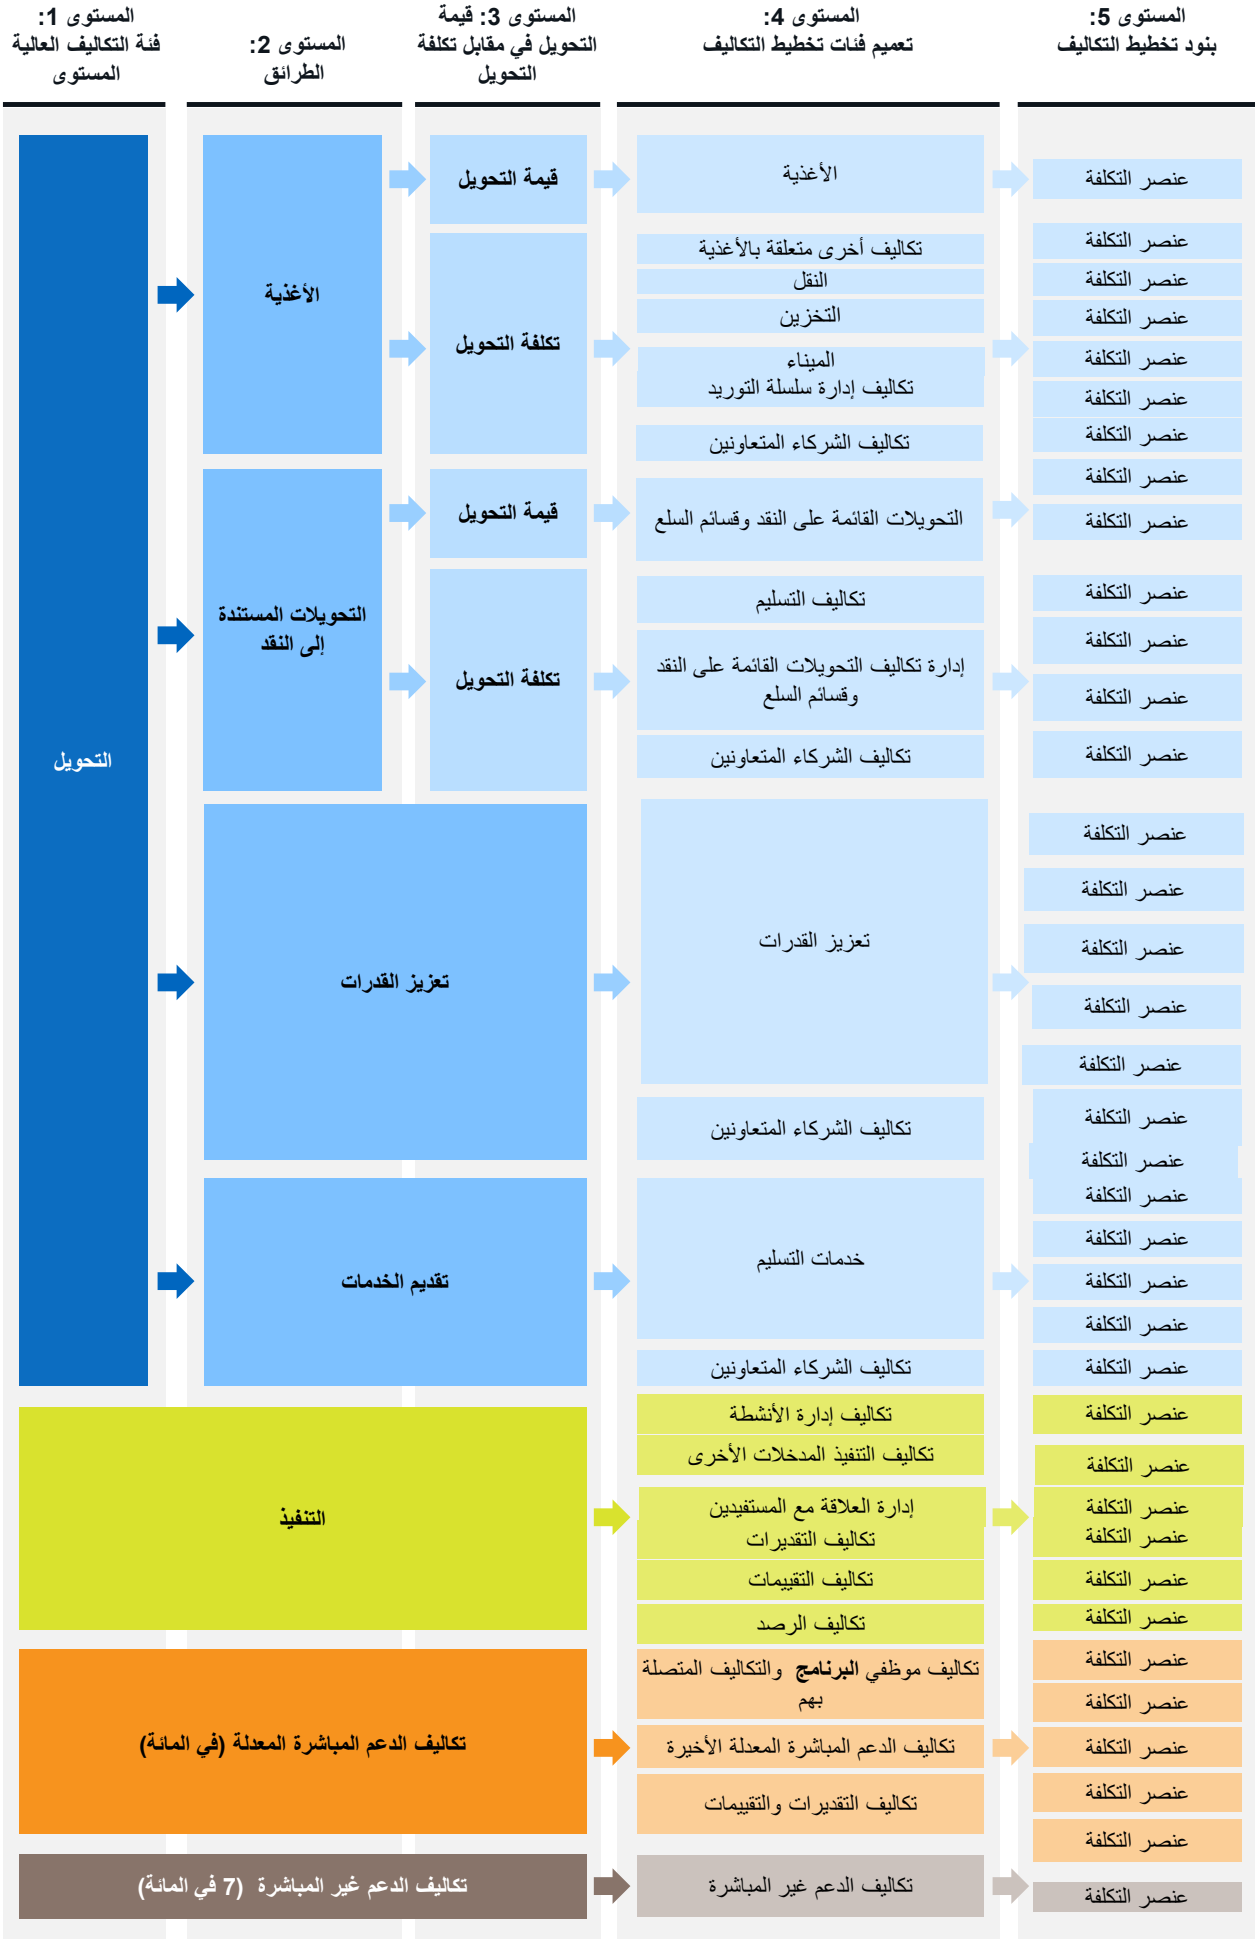 المستوى 1:
فئة التكاليف العالية
المستوى
المستوى 2:
الطرائق
المستوى 3: قيمة
التحويل في مقابل تكلفة
التحويل
المستوى 4:
تعميم فئات تخطيط التكاليف
المستوى 5:
بنود تخطيط التكاليف
التحويل
الأغذية
قيمة التحويل
الأغذية
عنصر التكلفة
تكلفة التحويل
تكاليف أخرى متعلقة بالأغذية
النقل
التخزين
الميناء
تكاليف إدارة سلسلة التوريد
تكاليف الشركاء المتعاونين
عنصر التكلفة
عنصر التكلفة
عنصر التكلفة
عنصر التكلفة
عنصر التكلفة
عنصر التكلفة
التحويلات المستندة
إلى النقد
قيمة التحويل
التحويلات القائمة على النقد وقسائم السلع
عنصر التكلفة
عنصر التكلفة
تكلفة التحويل
تكاليف التسليم
إدارة تكاليف التحويلات القائمة على النقد
وقسائم السلع
تكاليف الشركاء المتعاونين
عنصر التكلفة
عنصر التكلفة
عنصر التكلفة
عنصر التكلفة
تعزيز القدرات
تعزيز القدرات
تكاليف الشركاء المتعاونين
عنصر التكلفة
عنصر التكلفة
عنصر التكلفة
عنصر التكلفة
عنصر التكلفة
عنصر التكلفة
عنصر التكلفة
تقديم الخدمات
خدمات التسليم
تكاليف الشركاء المتعاونين
عنصر التكلفة
عنصر التكلفة
عنصر التكلفة
عنصر التكلفة
عنصر التكلفة
التنفيذ
تكاليف إدارة الأنشطة
تكاليف التنفيذ المدخلات الأخرى
إدارة العلاقة مع المستفيدين
تكاليف التقديرات
تكاليف التقييمات
تكاليف الرصد
عنصر التكلفة
عنصر التكلفة
عنصر التكلفة
عنصر التكلفة
عنصر التكلفة
عنصر التكلفة
تكاليف الدعم المباشرة المعدلة (في المائة)
تكاليف موظفي البرنامج والتكاليف المتصلة
بهم
تكاليف الدعم المباشرة المعدلة الأخيرة
تكاليف التقديرات والتقييمات
عنصر التكلفة
عنصر التكلفة
عنصر التكلفة
عنصر التكلفة
عنصر التكلفة
تكاليف الدعم غير المباشرة (7 في المائة)
تكاليف الدعم غير المباشرة
عنصر التكلفة